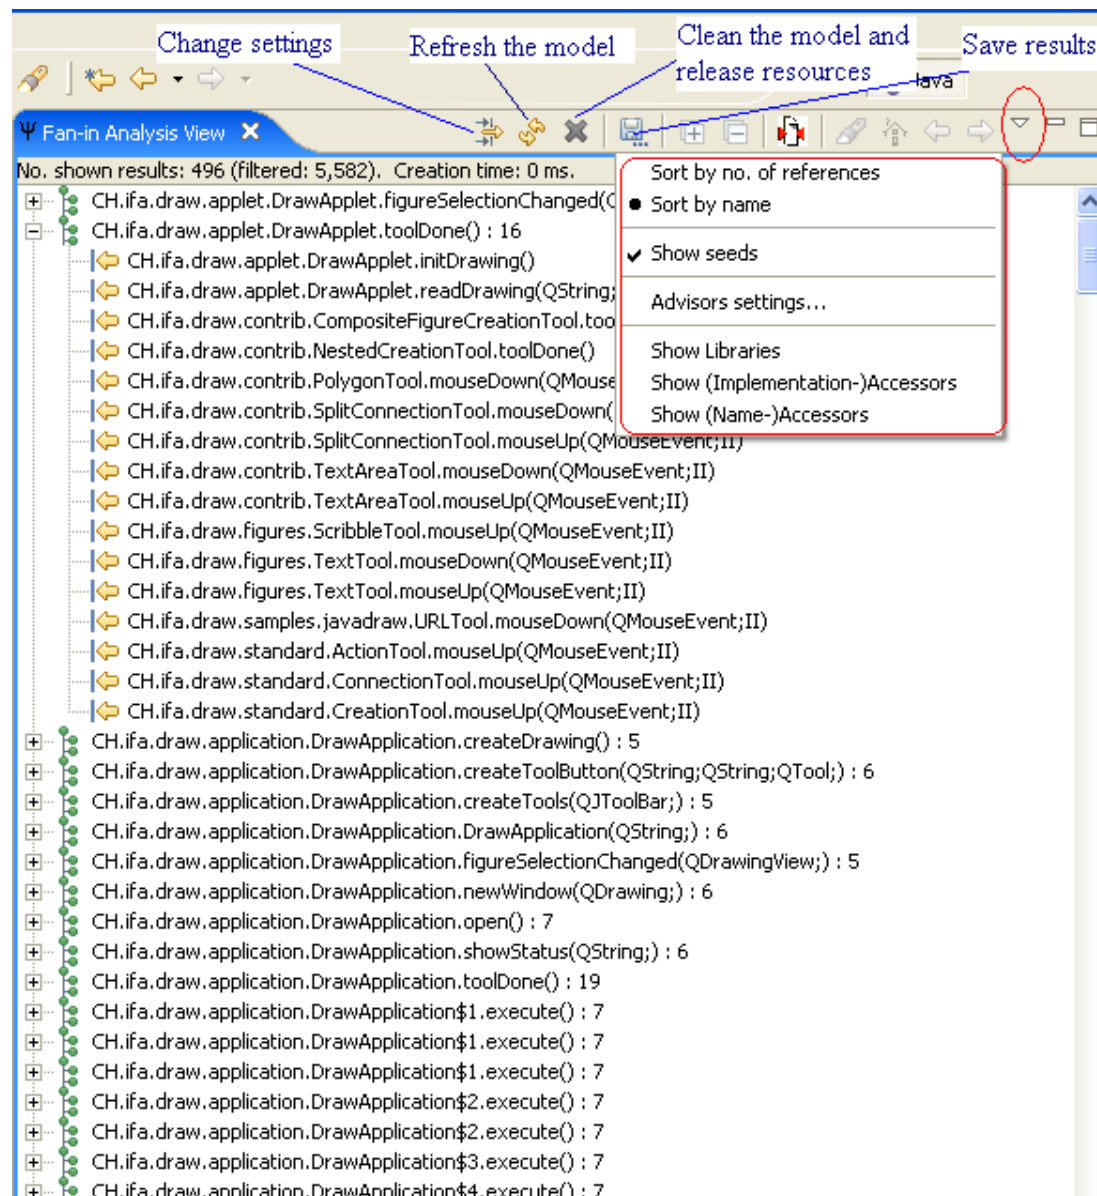 Change settings
Refresh the model
Clean the model and
release resources
Save results
Java
Fan-in Analysis View
No. shown results: 496 (filtered: 5,582). Creation time: 0 ms.
Sort by no. of references
Sort by name
Show seeds
Advisors settings...
Show Libraries
Show (Implementation-)Accessors
Show (Name-)Accessors
CH.ifa.draw.applet.DrawApplet.figureSelectionChanged(
CH.ifa.draw.applet.DrawApplet.toolDone() : 16
CH.ifa.draw.applet.DrawApplet.initDrawing()
CH.ifa.draw.applet.DrawApplet.readDrawing(QString;
CH.ifa.draw.contrib.CompositeFigureCreationTool.too
CH.ifa.draw.contrib.NestedCreationTool.toolDone()
CH.ifa.draw.contrib.PolygonTool.mouseDown(QMouse
CH.ifa.draw.contrib.SplitConnectionTool.mouseDown(
CH.ifa.draw.contrib.SplitConnectionTool.mouseUp(QMouseEvent;II)
CH.ifa.draw.contrib.TextAreaTool.mouseDown(QMouseEvent;II)
CH.ifa.draw.contrib.TextAreaTool.mouseUp(QMouseEvent;II)
CH.ifa.draw.figures.ScribbleTool.mouseUp(QMouseEvent;II)
CH.ifa.draw.figures.TextTool.mouseDown(QMouseEvent;II)
CH.ifa.draw.figures.TextTool.mouseUp(QMouseEvent;II)
CH.ifa.draw.samples.javadraw.URLTool.mouseDown(QMouseEvent;II)
CH.ifa.draw.standard.ActionTool.mouseUp(QMouseEvent;II)
CH.ifa.draw.standard.ConnectionTool.mouseUp(QMouseEvent;II)
CH.ifa.draw.standard.CreationTool.mouseUp(QMouseEvent;II)
CH.ifa.draw.application.DrawApplication.createDrawing() : 5
CH.ifa.draw.application.DrawApplication.createToolButton(QString;QString;QTool;) : 6
CH.ifa.draw.application.DrawApplication.createTools(QJToolBar;) : 5
CH.ifa.draw.application.DrawApplication.DrawApplication(QString;) : 6
CH.ifa.draw.application.DrawApplication.figureSelectionChanged(QDrawingView;) : 5
CH.ifa.draw.application.DrawApplication.newWindow(QDrawing;) : 6
CH.ifa.draw.application.DrawApplication.open() : 7
CH.ifa.draw.application.DrawApplication.showStatus(QString;) : 6
CH.ifa.draw.application.DrawApplication.toolDone() : 19
CH.ifa.draw.application.DrawApplication$1.execute() : 7
CH.ifa.draw.application.DrawApplication$1.execute() : 7
CH.ifa.draw.application.DrawApplication$1.execute() : 7
CH.ifa.draw.application.DrawApplication$2.execute() : 7
CH.ifa.draw.application.DrawApplication$2.execute() : 7
CH.ifa.draw.application.DrawApplication$3.execute() : 7
CH.ifa.draw.application.DrawApplication$4.execute() : 7